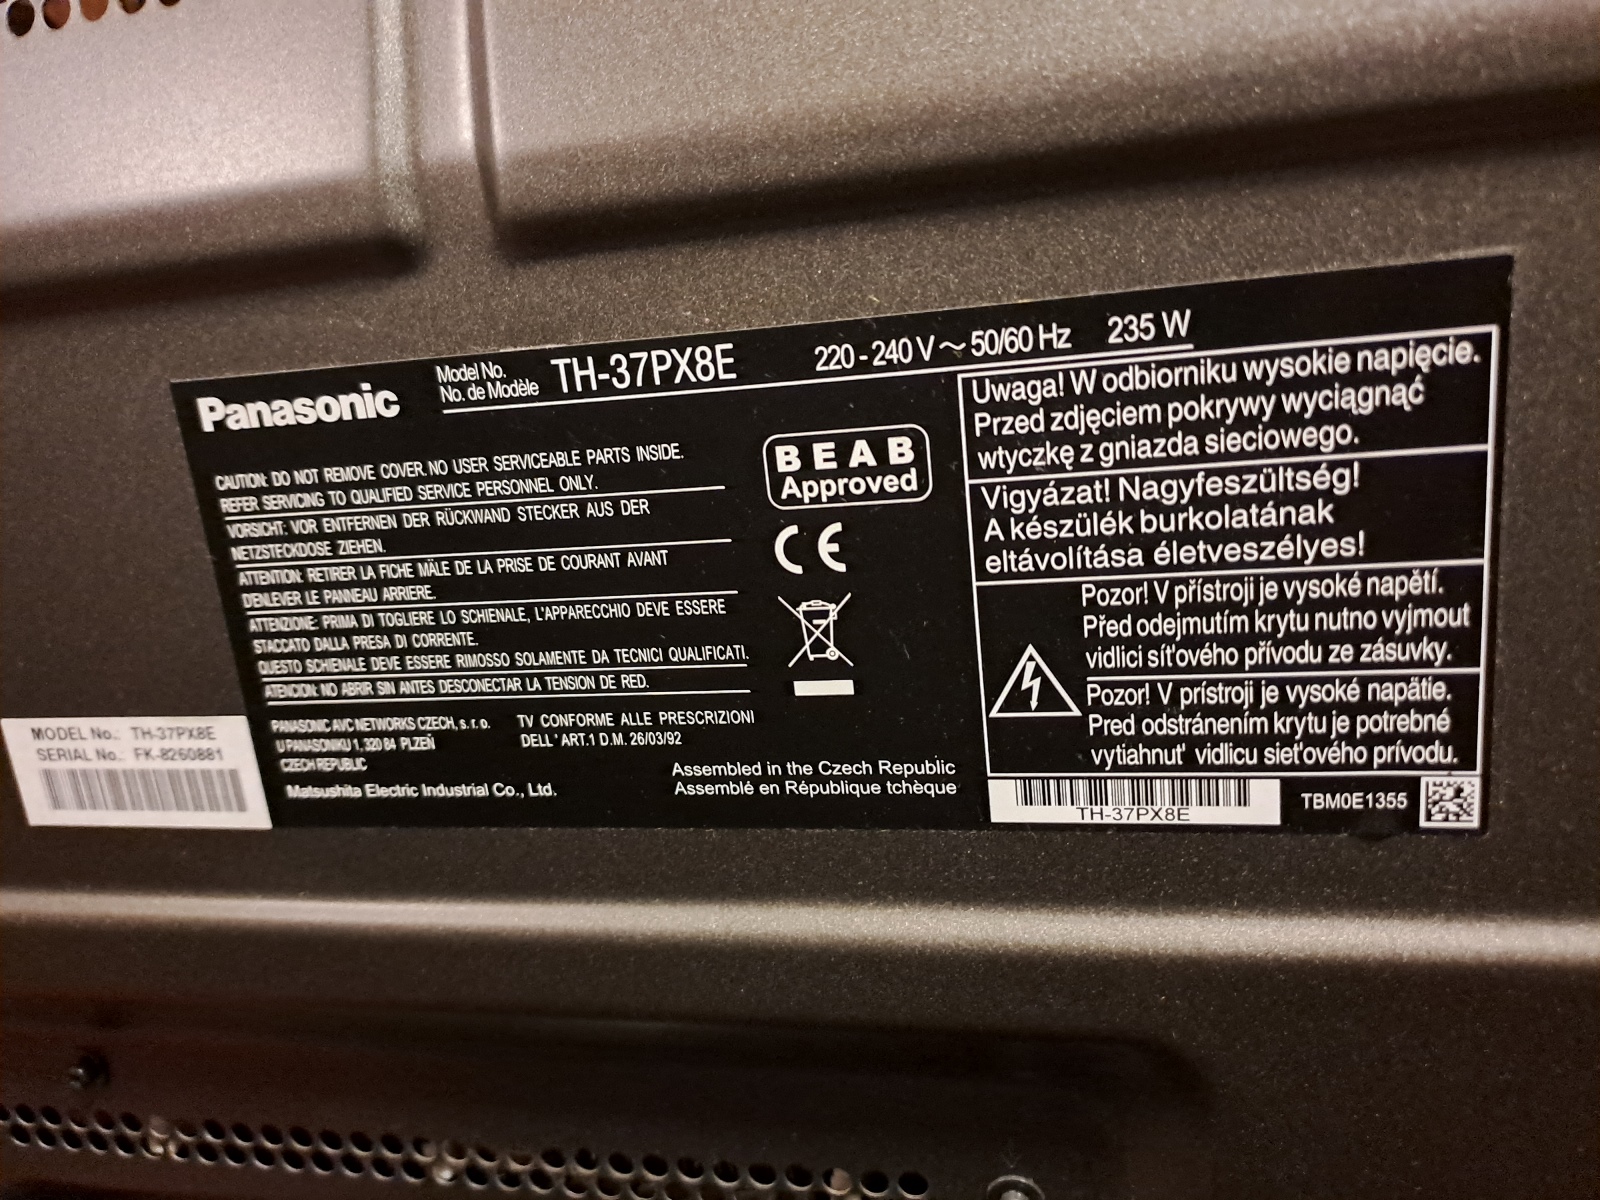 Panasonic
Model No.
No. de Modèle
TH-37PX8E
220 - 240 V ~ 50/60 Hz 235 W
CAUTION: DO NOT REMOVE COVER. NO USER SERVICEABLE PARTS INSIDE.
REFER SERVICING TO QUALIFIED SERVICE PERSONNEL ONLY.
VORSICHT: VOR ENTFERNEN DER RÜCKWAND STECKER AUS DER
NETZSTECKDOSE ZIEHEN.
ATTENTION: RETIRER LA FICHE MÂLE DE LA PRISE DE COURANT AVANT
D'ENLEVER LE PANNEAU ARRIERE.
ATTENZIONE: PRIMA DI TOGLIERE LO SCHIENALE, L'APPARECCHIO DEVE ESSERE
STACCATO DALLA PRESA DI CORRENTE.
QUESTO SCHIENALE DEVE ESSERE RIMOSSO SOLAMENTE DA TECNICI QUALIFICATI.
ATENCION: NO ABRIR SIN ANTES DESCONECTAR LA TENSION DE RED.
PANASONIC AVC NETWORKS CZECH, s. r. o.
U PANASONIKU 1, 320 84 PLZEŇ
CZECH REPUBLIC
TV CONFORME ALLE PRESCRIZIONI
DELL' ART.1 D.M. 26/03/92
Matsushita Electric Industrial Co., Ltd.
Assembled in the Czech Republic
Assemblé en République tchèque
BEAB
Approved
CE
Uwaga! W odbiorniku wysokie napięcie.
Przed zdjęciem pokrywy wyciągnąć
wtyczkę z gniazda sieciowego.
Vigyázat! Nagyfeszültség!
A készülék burkolatának
eltávolítása életveszélyes!
Pozor! V přístroji je vysoké napětí.
Před odejmutím krytu nutno vyjmout
vidlici síťového přívodu ze zásuvky.
Pozor! V prístroji je vysoké napätie.
Pred odstránením krytu je potrebné
vytiahnuť vidlicu sieťového prívodu.
TH-37PX8E
TBM0E1355
MODEL No.: TH-37PX8E
SERIAL No.: FK-8260881